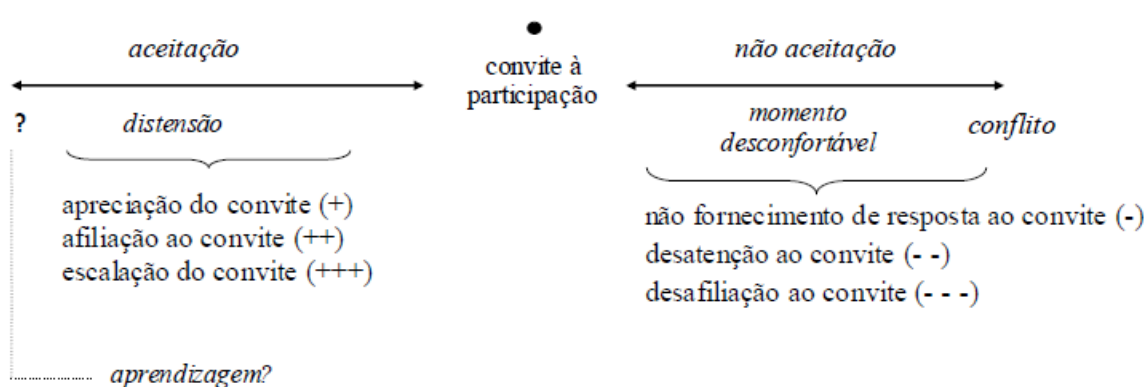 aceitação
convite à
participação
não aceitação
?
distensão
momento
desconfortável
conflito
apreciação do convite (+)
afiliação ao convite (++)
escalação do convite (+++)
não fornecimento de resposta ao convite (-)
desatenção ao convite (- -)
desafiliação ao convite (- - -)
aprendizagem?